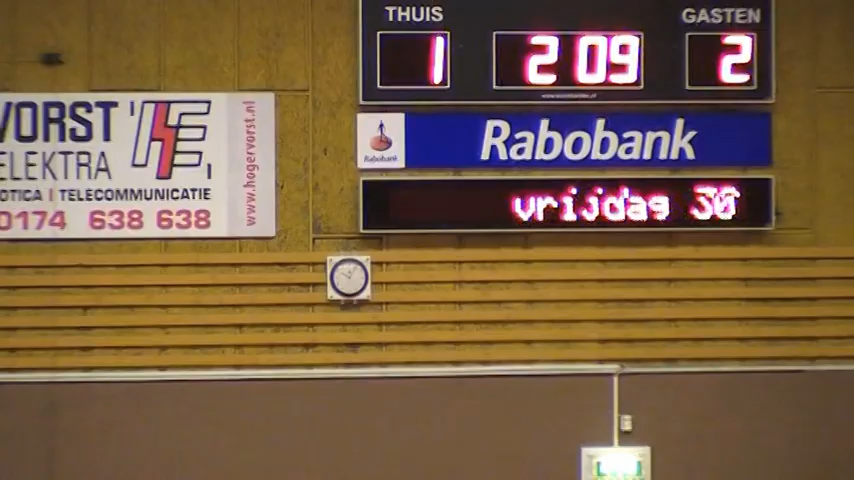 THUIS GASTEN
1 2 09 2
Rabobank
Rabobank
vrijdag 30
VORST HE
ELEKTRA
OTICA I TELECOMMUNICATIE
0174 638 638
www.hogervorst.nl